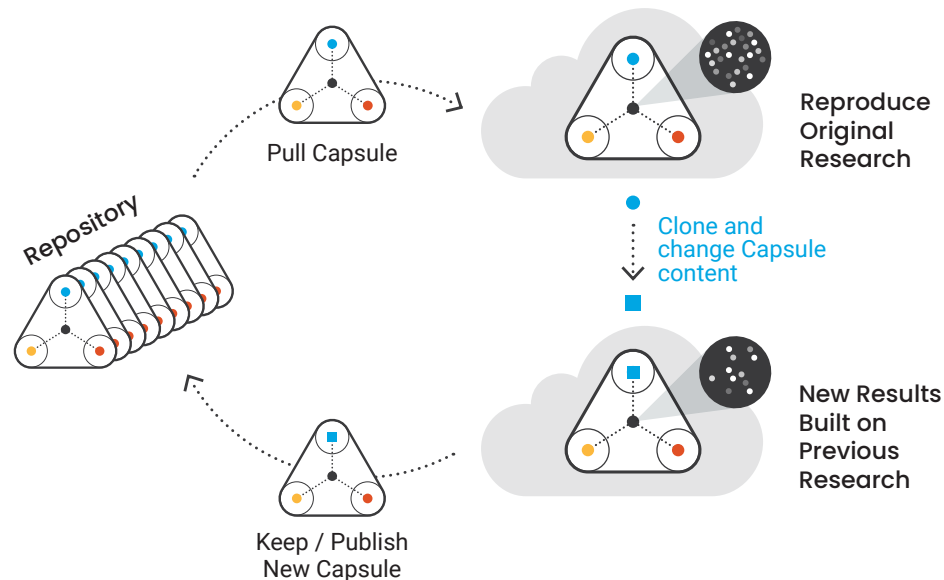 Pull Capsule
Reproduce
Original
Research
Repository
Clone and
change Capsule
content
New Results
Built on
Previous
Research
Keep / Publish
New Capsule